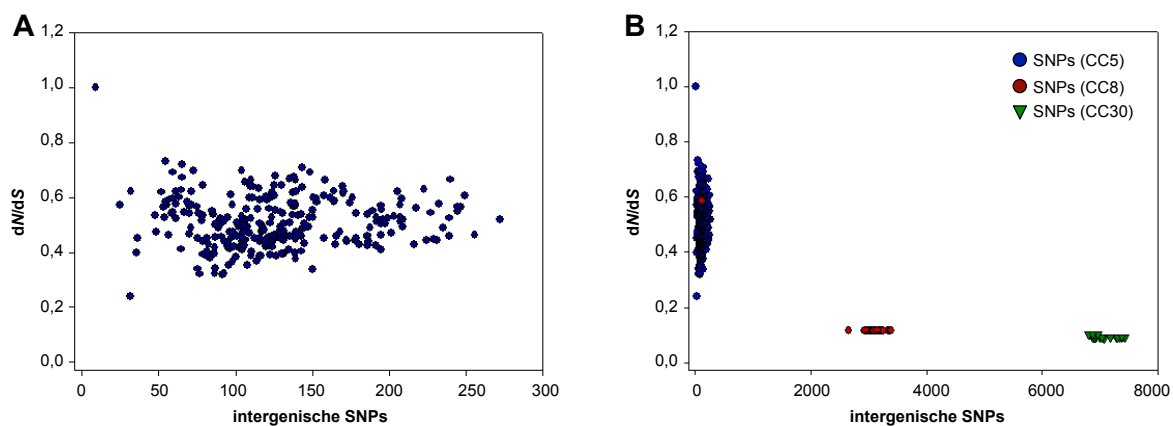 A
1,2
1,0
0,8
0,6
0,4
0,2
0,0
dN/dS
0 50 100 150 200 250 300
intergenische SNPs
B
1,2
1,0
0,8
0,6
0,4
0,2
0,0
dN/dS
SNPs (CC5)
SNPs (CC8)
SNPs (CC30)
0 2000 4000 6000 8000
intergenische SNPs